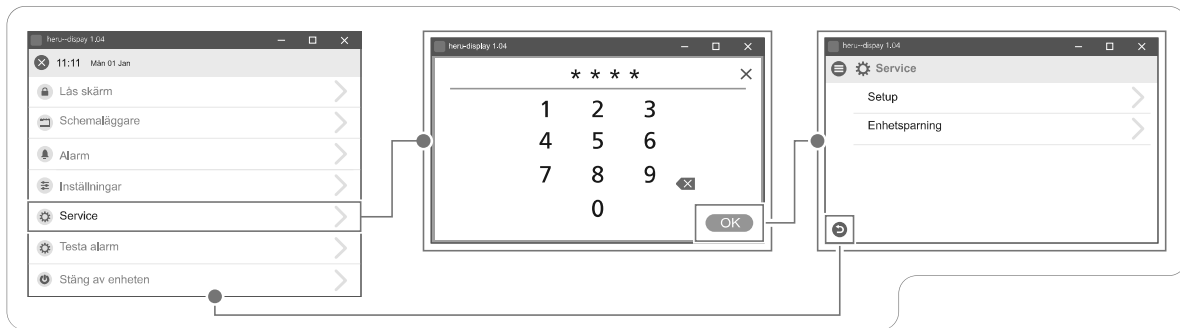 heru--dispay 1.04
11:11 Mån 01 Jan
Lås skärm
Schemaläggare
Alarm
Inställningar
Service
Testa alarm
Stäng av enheten
heru-display 1.04
* * * *
1 2 3
4 5 6
7 8 9
0
OK
heru--dispay 1.04
Service
Setup
Enhetsparning